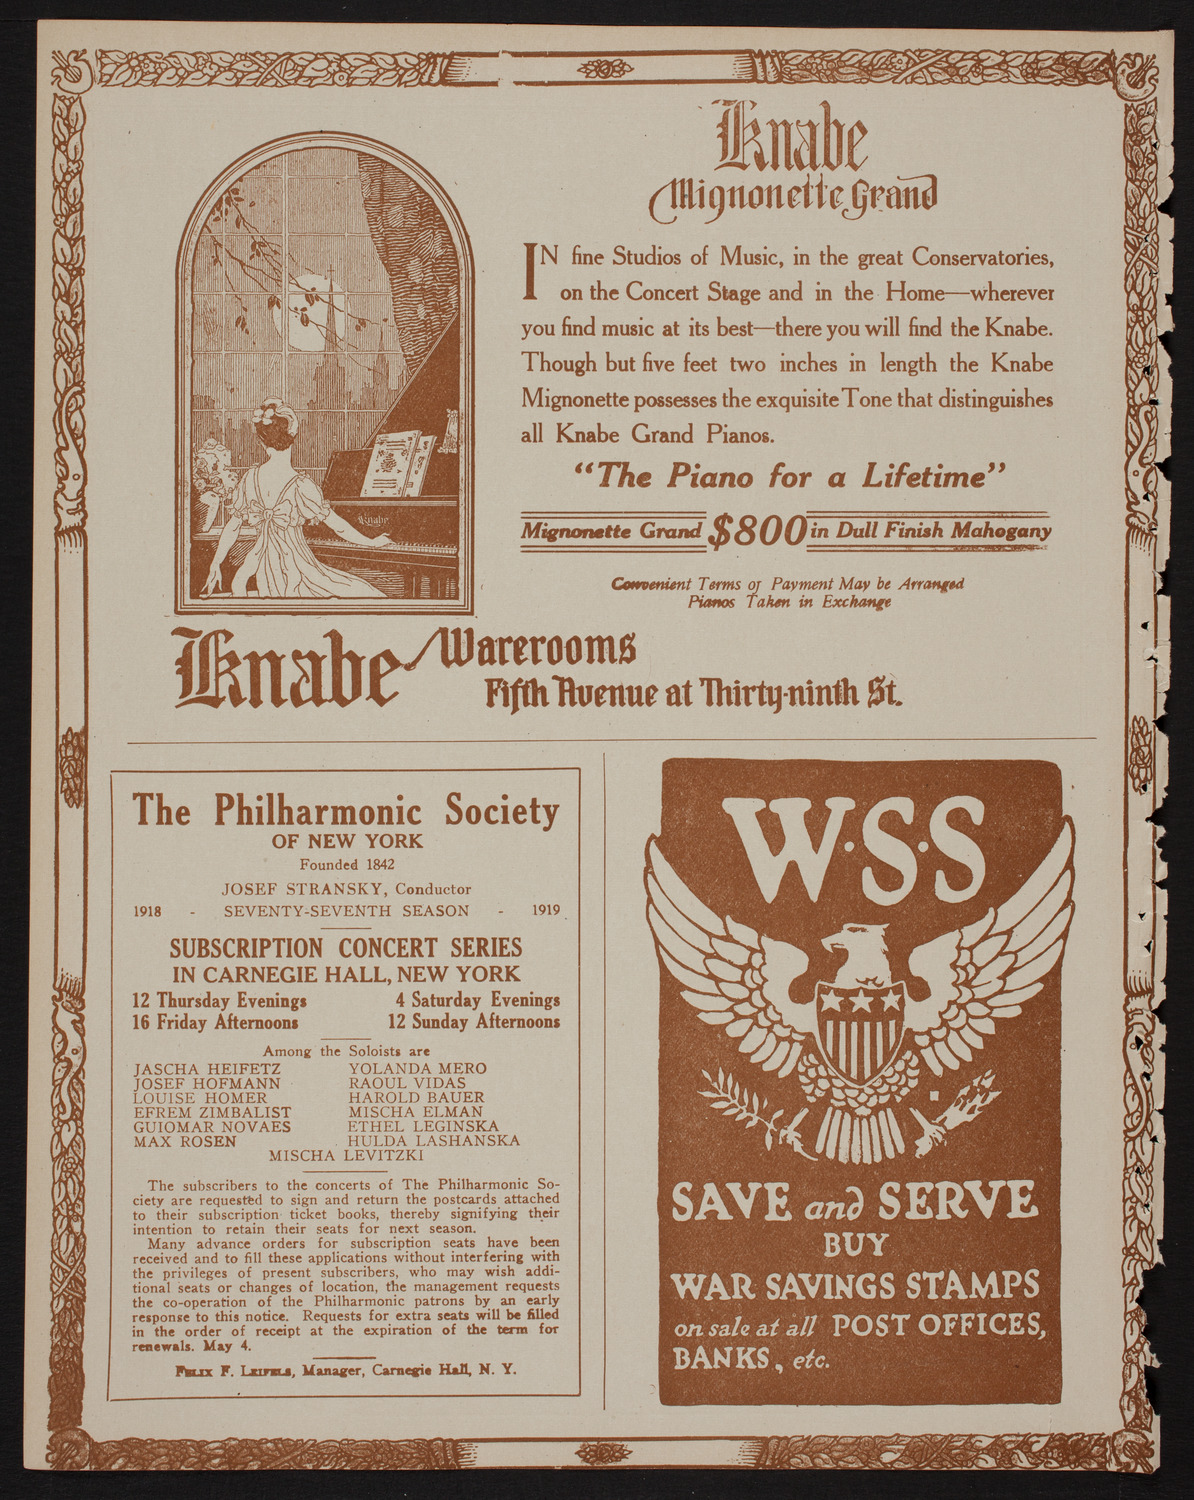 Knabe
Mignonette Grand
IN fine Studios of Music, in the great Conservatories,
on the Concert Stage and in the Home—wherever
you find music at its best—there you will find the Knabe.
Though but five feet two inches in length the Knabe
Mignonette possesses the exquisite Tone that distinguishes
all Knabe Grand Pianos.
"The Piano for a Lifetime"
Mignonette Grand $800 in Dull Finish Mahogany
Convenient Terms of Payment May be Arranged
Pianos Taken in Exchange
Knabe
Knabe Warerooms
Fifth Avenue at Thirty-ninth St.
The Philharmonic Society
OF NEW YORK
Founded 1842
JOSEF STRANSKY, Conductor
1918 - SEVENTY-SEVENTH SEASON - 1919
SUBSCRIPTION CONCERT SERIES
IN CARNEGIE HALL, NEW YORK
12 Thursday Evenings 4 Saturday Evenings
16 Friday Afternoons 12 Sunday Afternoons
Among the Soloists are
JASCHA HEIFETZ YOLANDA MERO
JOSEF HOFMANN RAOUL VIDAS
LOUISE HOMER HAROLD BAUER
EFREM ZIMBALIST MISCHA ELMAN
GUIOMAR NOVAES ETHEL LEGINSKA
MAX ROSEN HULDA LASHANSKA
MISCHA LEVITZKI
The subscribers to the concerts of The Philharmonic So-
ciety are requested to sign and return the postcards attached
to their subscription ticket books, thereby signifying their
intention to retain their seats for next season.
Many advance orders for subscription seats have been
received and to fill these applications without interfering with
the privileges of present subscribers, who may wish addi-
tional seats or changes of location, the management requests
the co-operation of the Philharmonic patrons by an early
response to this notice. Requests for extra seats will be filled
in the order of receipt at the expiration of the term for
renewals. May 4.
FELIX F. LEIFELS, Manager, Carnegie Hall, N. Y.
W·S·S
SAVE and SERVE
BUY
WAR SAVINGS STAMPS
on sale at all POST OFFICES,
BANKS, etc.